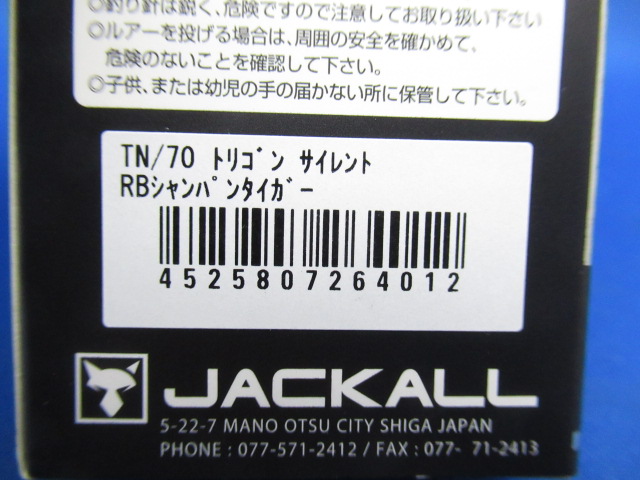 ◎釣り針は鋭く、危険ですので注意してお取り扱い下さい
◎ルアーを投げる場合は、周囲の安全を確かめて、
危険のないことを確認して下さい。
◎子供、または幼児の手の届かない所に保管して下さい。
TN/70 ﾄﾘｺﾞﾝ ｻｲﾚﾝﾄ
RBｼｬﾝﾊﾟﾝﾀｲｶﾞｰ
4525807264012
JACKALL
5-22-7 MANO OTSU CITY SHIGA JAPAN
PHONE : 077-571-2412 / FAX : 077- 71-2413